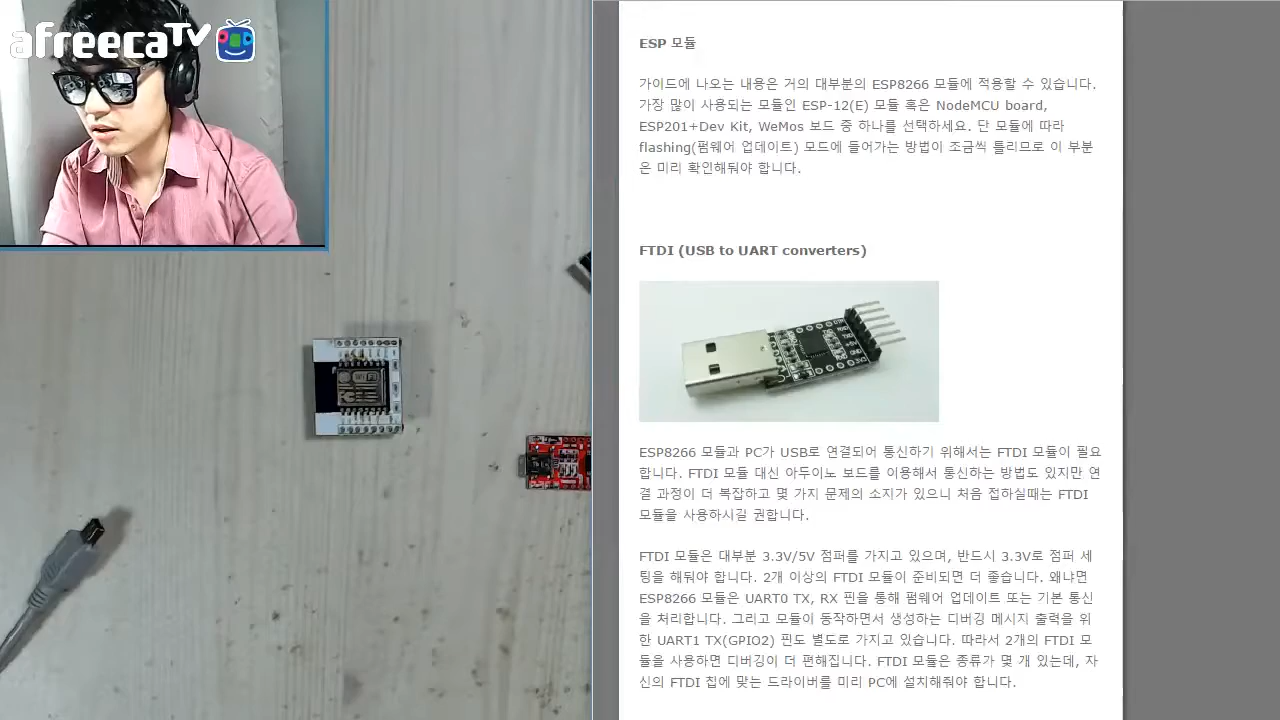 afreecaTV
ESP 모듈
가이드에 나오는 내용은 거의 대부분의 ESP8266 모듈에 적용할 수 있습니다.
가장 많이 사용되는 모듈인 ESP-12(E) 모듈 혹은 NodeMCU board,
ESP201+Dev Kit, WeMos 보드 중 하나를 선택하세요. 단 모듈에 따라
flashing(펌웨어 업데이트) 모드에 들어가는 방법이 조금씩 틀리므로 이 부분
은 미리 확인해둬야 합니다.
FTDI (USB to UART converters)
ESP8266 모듈과 PC가 USB로 연결되어 통신하기 위해서는 FTDI 모듈이 필요
합니다. FTDI 모듈 대신 아두이노 보드를 이용해서 통신하는 방법도 있지만 연
결 과정이 더 복잡하고 몇 가지 문제의 소지가 있으니 처음 접하실때는 FTDI
모듈을 사용하시길 권합니다.
FTDI 모듈은 대부분 3.3V/5V 점퍼를 가지고 있으며, 반드시 3.3V로 점퍼 세
팅을 해둬야 합니다. 2개 이상의 FTDI 모듈이 준비되면 더 좋습니다. 왜냐면
ESP8266 모듈은 UART0 TX, RX 핀을 통해 펌웨어 업데이트 또는 기본 통신
을 처리합니다. 그리고 모듈이 동작하면서 생성하는 디버깅 메시지 출력을 위
한 UART1 TX(GPIO2) 핀도 별도로 가지고 있습니다. 따라서 2개의 FTDI 모
듈을 사용하면 디버깅이 더 편해집니다. FTDI 모듈은 종류가 몇 개 있는데, 자
신의 FTDI 칩에 맞는 드라이버를 미리 PC에 설치해줘야 합니다.